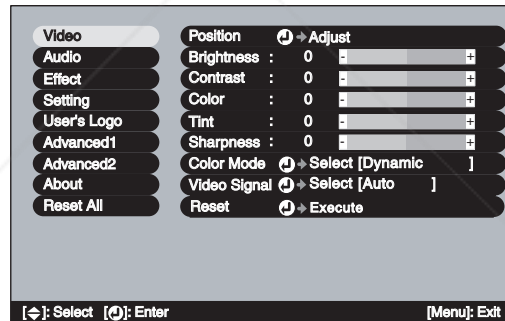 Video
Audio
Effect
Setting
User's Logo
Advanced1
Advanced2
About
Reset All
Position Adjust
Brightness : 0 - +
Contrast : 0 - +
Color : 0 - +
Tint : 0 - +
Sharpness : 0 - +
Color Mode Select [Dynamic ]
Video Signal Select [Auto ]
Reset Execute
[ ]: Select [ ]: Enter [Menu]: Exit